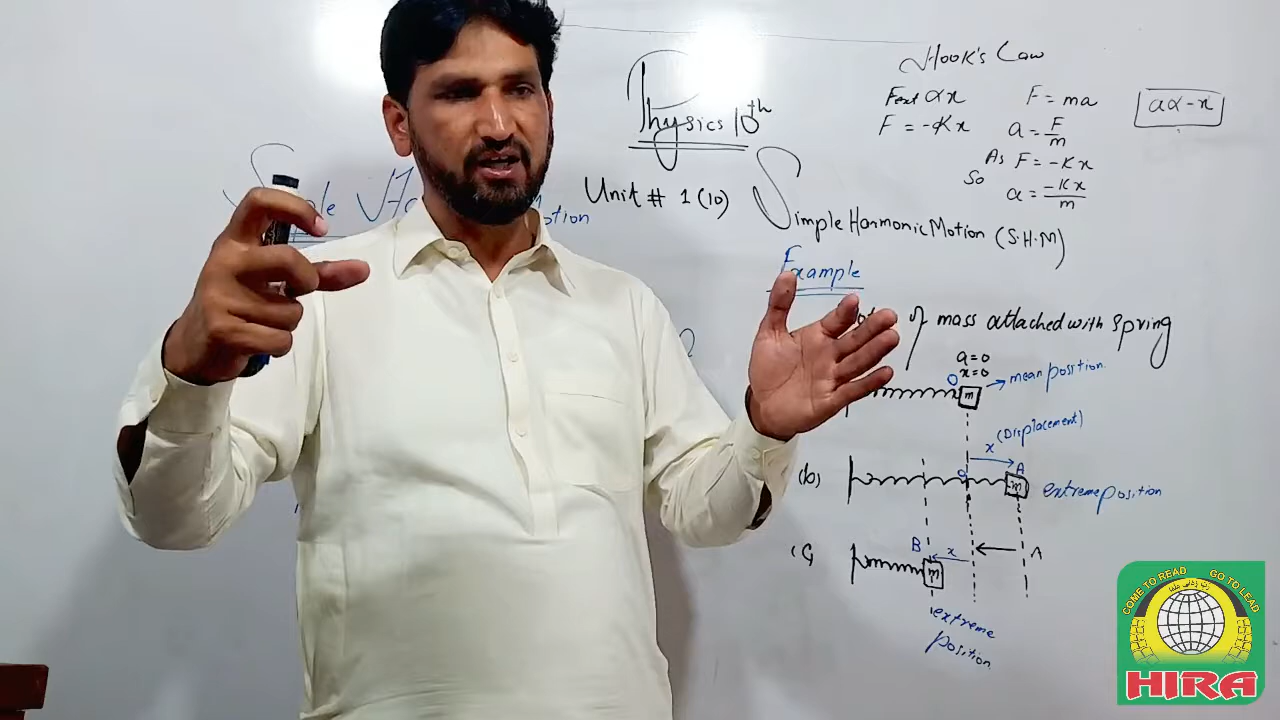 Physics 10th
Unit # 1 (10)
Simple Harmonic Motion (S.H.M)
Simple
otion
Hook's Law
Fext α x
F = -Kx
F = ma
a = F/m
As F = -Kx
So a = -Kx/m
a α -x
Example
of mass attached with spring
a=0
x=0
O
m
→ mean position
x (Displacement)
(b)
O
A
m
extreme position
(c)
B
x
A
m
extreme
position
COME TO READ GO TO LEAD
HIRA